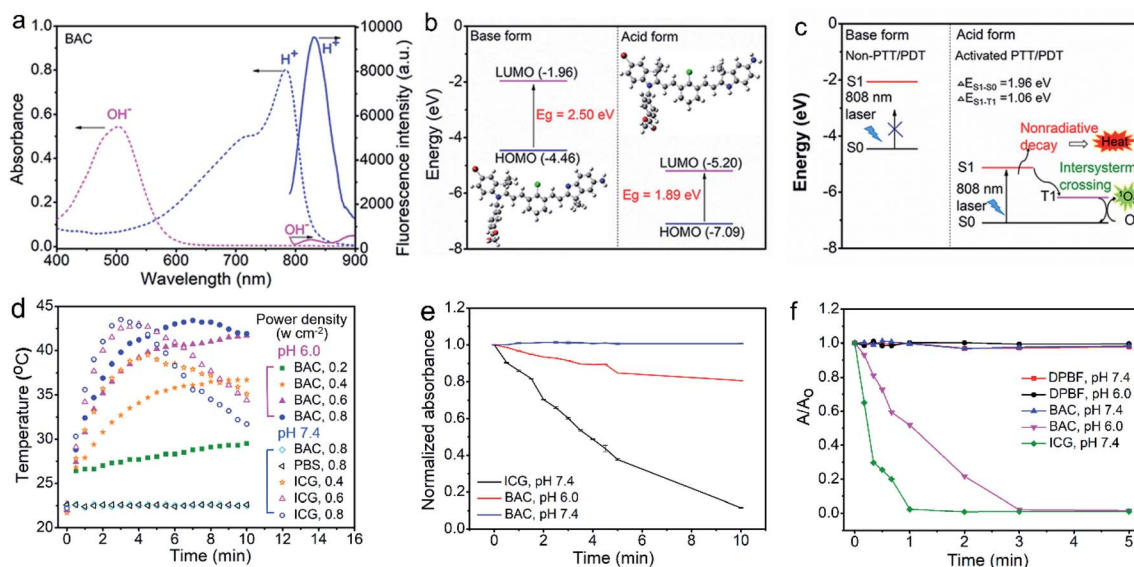 a
BAC
H⁺
H⁺
OH⁻
OH⁻
1.0
0.8
0.6
0.4
0.2
0.0
Absorbance
10000
8000
6000
4000
2000
0
Fluorescence intensity (a.u.)
400 500 600 700 800 900
Wavelength (nm)
b
Base form
Acid form
LUMO (-1.96)
Eg = 2.50
HOMO (-4.46)
LUMO (-5.20)
Eg = 1.89
HOMO (-7.09)
0
-2
-4
-6
-8
Energy (eV)
c
Base form
Non-PTT/PDT
S1
808 nm
laser
S0
Acid form
Activated PTT/PDT
△E S1-S0 =1.96 eV
△E S1-T1 =1.06 eV
Nonradiative
decay
Heat
S1
Intersysterm
crossing
808 nm
laser
T1
S0
0
-2
-4
-6
-8
Energy (eV)
d
45
40
35
30
25
22
Temperature (ºC)
0 2 4 6 8 10 12 14 16
Time (min)
Power density
(w cm⁻²)
pH 6.0
BAC, 0.2
BAC, 0.4
BAC, 0.6
BAC, 0.8
pH 7.4
BAC, 0.8
PBS, 0.8
ICG, 0.4
ICG, 0.6
ICG, 0.8
e
1.2
1.0
0.8
0.6
0.4
0.2
0.0
Normalized absorbance
ICG, pH 7.4
BAC, pH 6.0
BAC, pH 7.4
0 2 4 6 8 10
Time (min)
f
1.2
1.0
0.8
0.6
0.4
0.2
0.0
A/A₀
DPBF, pH 7.4
DPBF, pH 6.0
BAC, pH 7.4
BAC, pH 6.0
ICG, pH 7.4
0 1 2 3 4 5
Time (min)